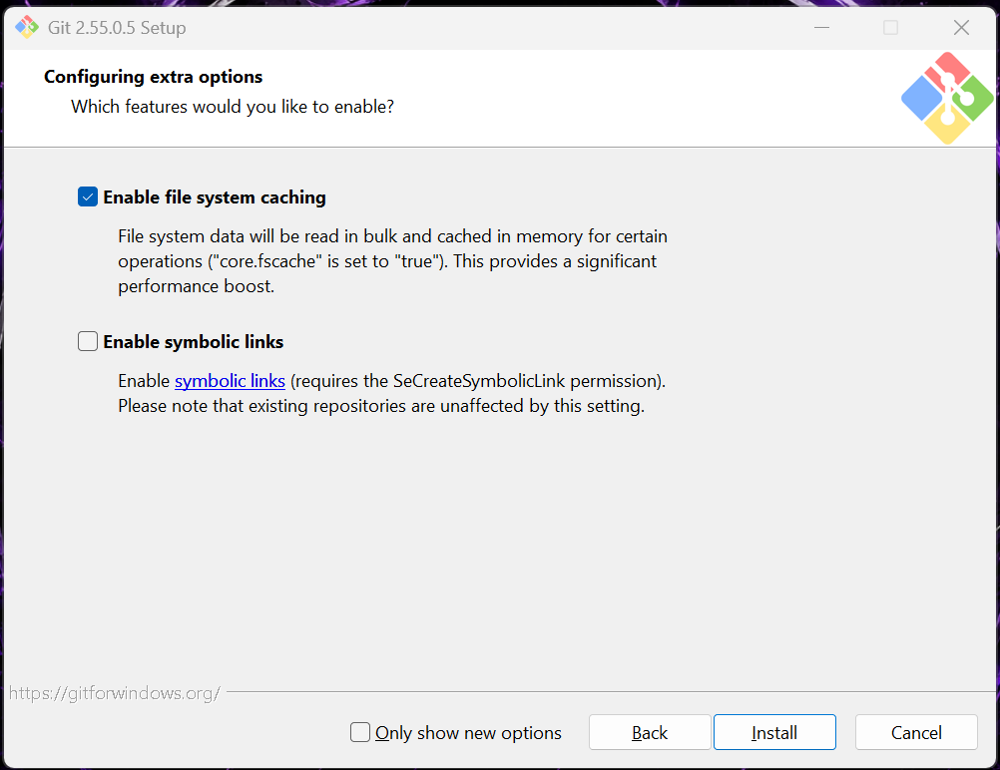 Git 2.55.0.5 Setup
Configuring extra options
Which features would you like to enable?
Enable file system caching
File system data will be read in bulk and cached in memory for certain
operations ("core.fscache" is set to "true"). This provides a significant
performance boost.
Enable symbolic links
Enable symbolic links (requires the SeCreateSymbolicLink permission).
Please note that existing repositories are unaffected by this setting.
https://gitforwindows.org/
Only show new options
Back
Install
Cancel